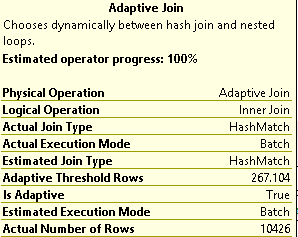 Adaptive Join
Chooses dynamically between hash join and nested
loops.
Estimated operator progress: 100%
Physical Operation Adaptive Join
Logical Operation Inner Join
Actual Join Type HashMatch
Actual Execution Mode Batch
Estimated Join Type HashMatch
Adaptive Threshold Rows 267.104
Is Adaptive True
Estimated Execution Mode Batch
Actual Number of Rows 10426